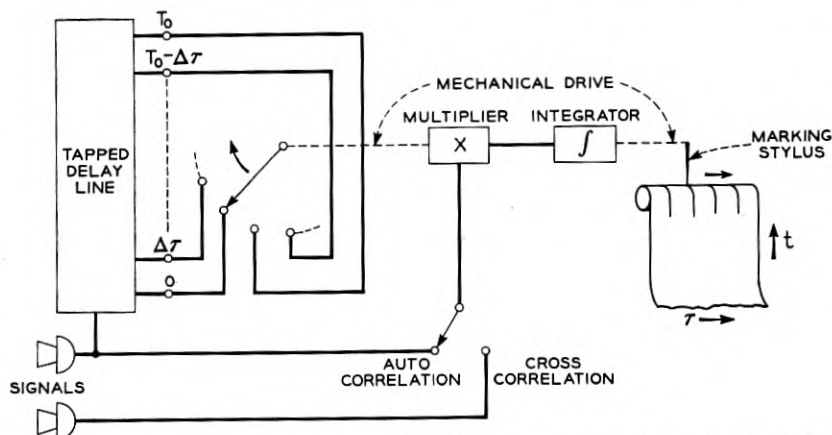 T₀
T₀-Δτ
MECHANICAL DRIVE
MULTIPLIER
INTEGRATOR
X
∫
MARKING
STYLUS
TAPPED
DELAY
LINE
Δτ
0
t
τ
AUTO
CORRELATION
CROSS
CORRELATION
SIGNALS